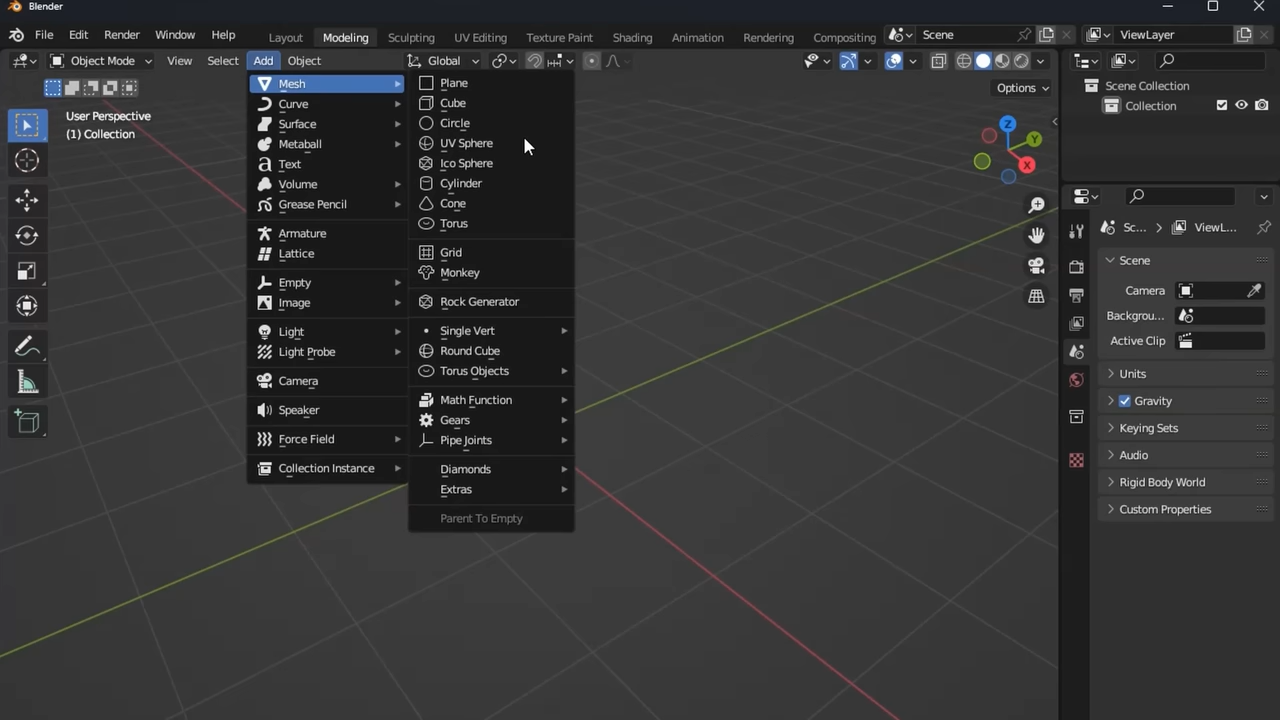 Blender
File Edit Render Window Help Layout Modeling Sculpting UV Editing Texture Paint Shading Animation Rendering Compositing Scene ViewLayer
Object Mode View Select Add Object Global
Options
User Perspective
(1) Collection
Mesh
Curve
Surface
Metaball
Text
Volume
Grease Pencil
Armature
Lattice
Empty
Image
Light
Light Probe
Camera
Speaker
Force Field
Collection Instance
Plane
Cube
Circle
UV Sphere
Ico Sphere
Cylinder
Cone
Torus
Grid
Monkey
Rock Generator
Single Vert
Round Cube
Torus Objects
Math Function
Gears
Pipe Joints
Diamonds
Extras
Parent To Empty
Z
Y
X
Scene Collection
Collection
Sc... ViewL...
Scene
Camera
Backgrou...
Active Clip
Units
Gravity
Keying Sets
Audio
Rigid Body World
Custom Properties